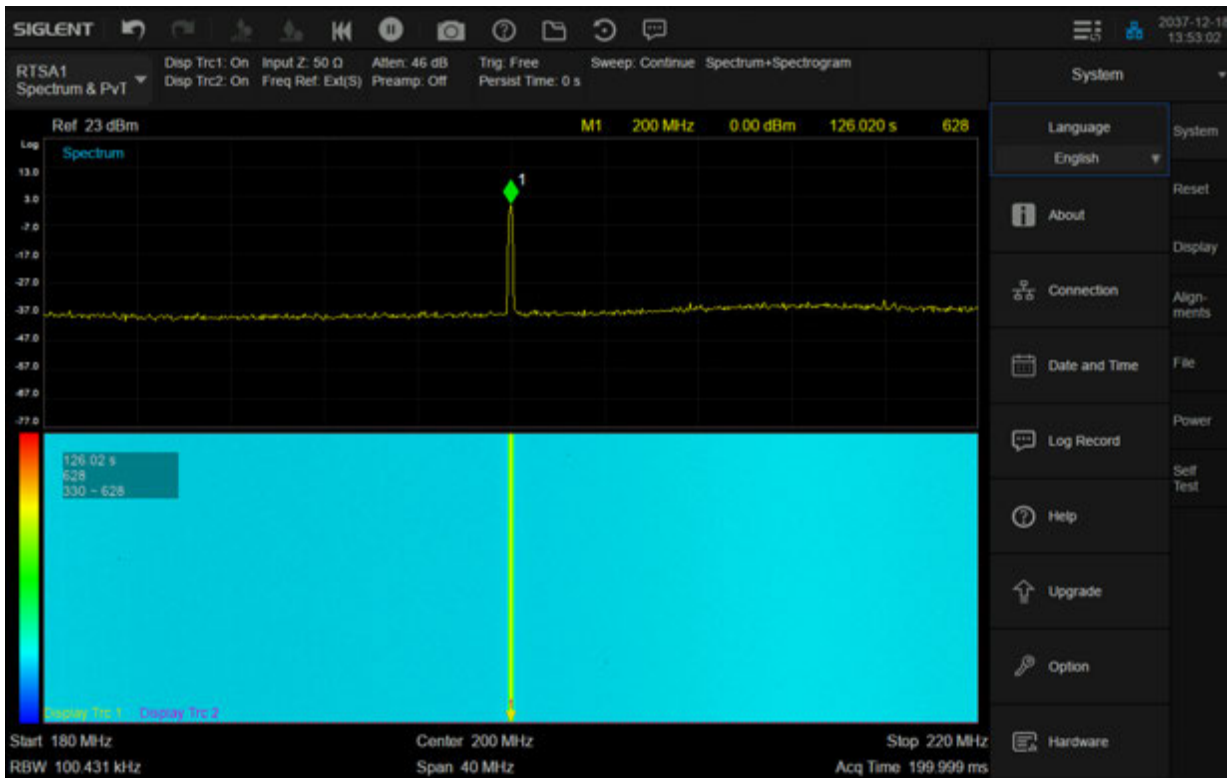 SIGLENT
2037-12-18
13:53:02
RTSA1
Spectrum & PvT
Disp Trc1: On Input Z: 50 Ω Atten: 46 dB Trig: Free Sweep: Continue Spectrum+Spectrogram
Disp Trc2: On Freq Ref: Ext(S) Preamp: Off Persist Time: 0 s
System
Ref 23 dBm M1 200 MHz 0.00 dBm 126.020 s 628
Log
Spectrum
13.0
3.0
-7.0
-17.0
-27.0
-37.0
-47.0
-57.0
-67.0
-77.0
1
126.02 s
628
330 ~ 628
Display Trc 1 Display Trc 2
Start 180 MHz Center 200 MHz Stop 220 MHz
RBW 100.431 kHz Span 40 MHz Acq Time 199.999 ms
Language
English
About
Connection
Date and Time
Log Record
Help
Upgrade
Option
Hardware
System
Reset
Display
Align-
ments
File
Power
Self
Test